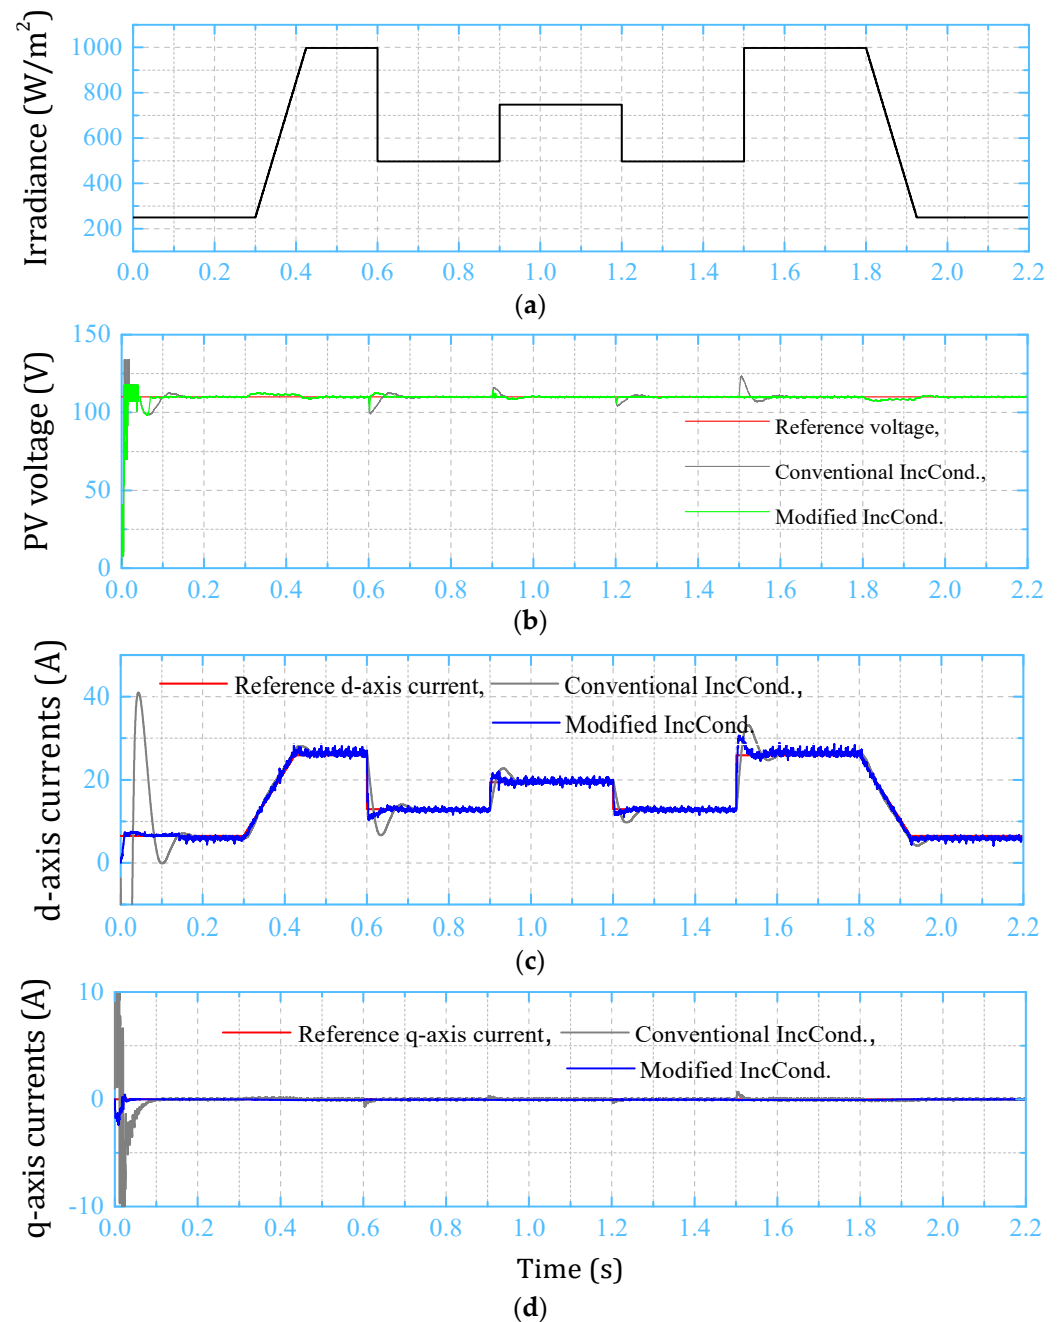 Irradiance (W/m²)
1000
800
600
400
200
0.0 0.2 0.4 0.6 0.8 1.0 1.2 1.4 1.6 1.8 2.0 2.2
(a)
PV voltage (V)
150
100
50
0
Reference voltage,
Conventional IncCond.,
Modified IncCond.
0.0 0.2 0.4 0.6 0.8 1.0 1.2 1.4 1.6 1.8 2.0 2.2
(b)
d-axis currents (A)
40
20
0
Reference d-axis current, Conventional IncCond.,
Modified IncCond.
0.0 0.2 0.4 0.6 0.8 1.0 1.2 1.4 1.6 1.8 2.0 2.2
(c)
q-axis currents (A)
10
0
-10
Reference q-axis current, Conventional IncCond.,
Modified IncCond.
0.0 0.2 0.4 0.6 0.8 1.0 1.2 1.4 1.6 1.8 2.0 2.2
Time (s)
(d)